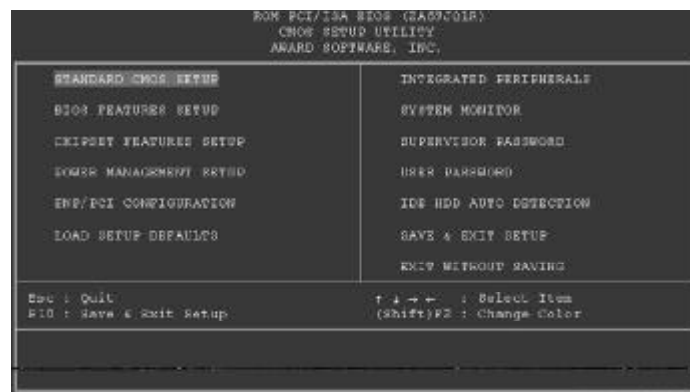 ROM PCI/ISA BIOS (2A69J01R)
CMOS SETUP UTILITY
AWARD SOFTWARE, INC.
STANDARD CMOS SETUP
BIOS FEATURES SETUP
CHIPSET FEATURES SETUP
POWER MANAGEMENT SETUP
PNP/PCI CONFIGURATION
LOAD SETUP DEFAULTS
INTEGRATED PERIPHERALS
SYSTEM MONITOR
SUPERVISOR PASSWORD
USER PASSWORD
IDE HDD AUTO DETECTION
SAVE & EXIT SETUP
EXIT WITHOUT SAVING
Esc : Quit
F10 : Save & Exit Setup
↑ ↓ → ← : Select Item
(Shift)F2 : Change Color